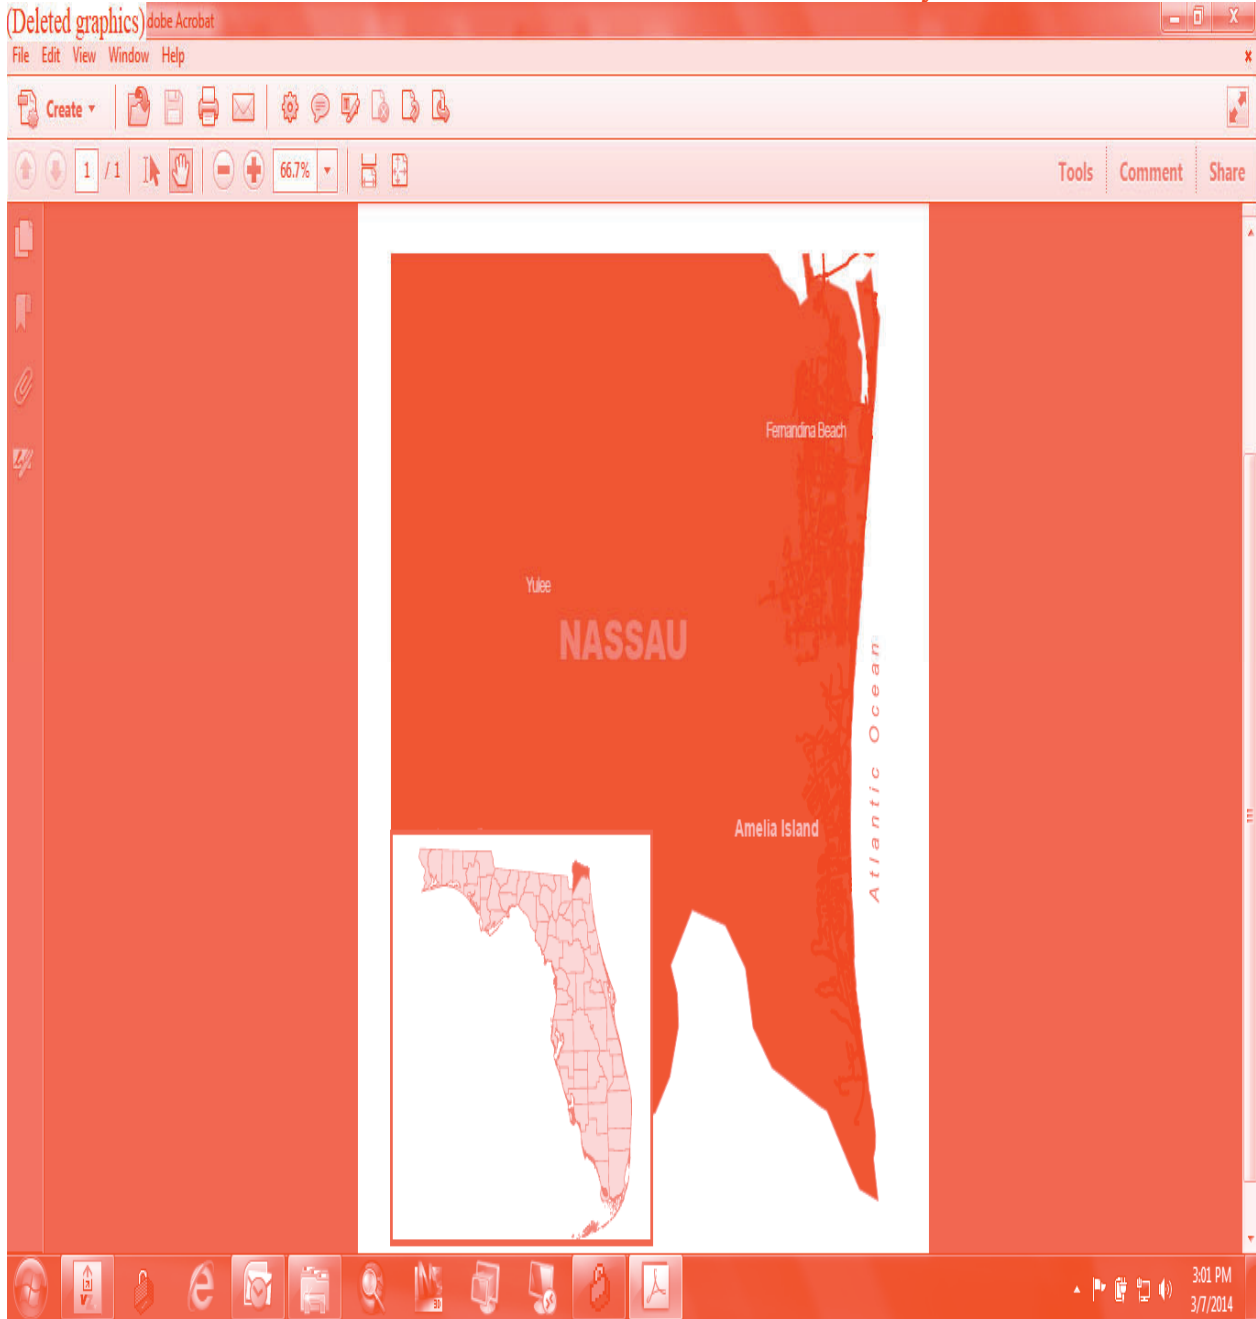 (Deleted graphics) dobe Acrobat
File Edit View Window Help
Create
1 / 1 66.7% Tools Comment Share
Fernandina Beach
Yulee
NASSAU
Atlantic Ocean
Amelia Island
3:01 PM
3/7/2014